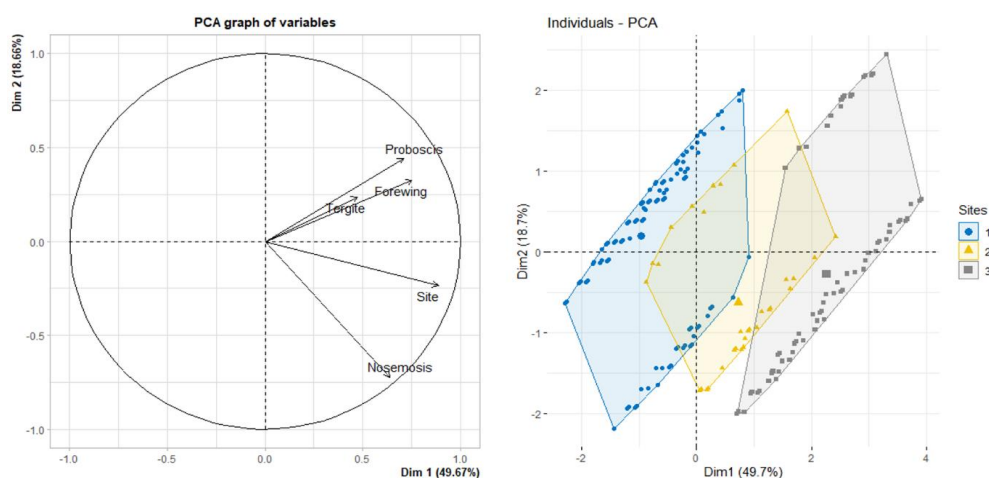 PCA graph of variables
Dim 2 (18.66%)
1.0
0.5
0.0
-0.5
-1.0
Proboscis
Forewing
Tergite
Site
Nosemosis
-1.0
-0.5
0.0
0.5
1.0
Dim 1 (49.67%)
Individuals - PCA
Dim2 (18.7%)
2
1
0
-1
-2
-2
0
2
4
Dim1 (49.7%)
Sites
1
2
3